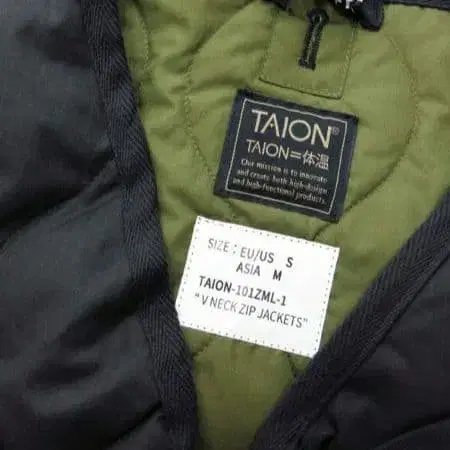 TAION®
TAION=体温
Our mission is to innovate
and create both high-design
and high-functional products.
SIZE : EU/US S
ASIA M
TAION-101ZML-1
"V NECK ZIP JACKETS"